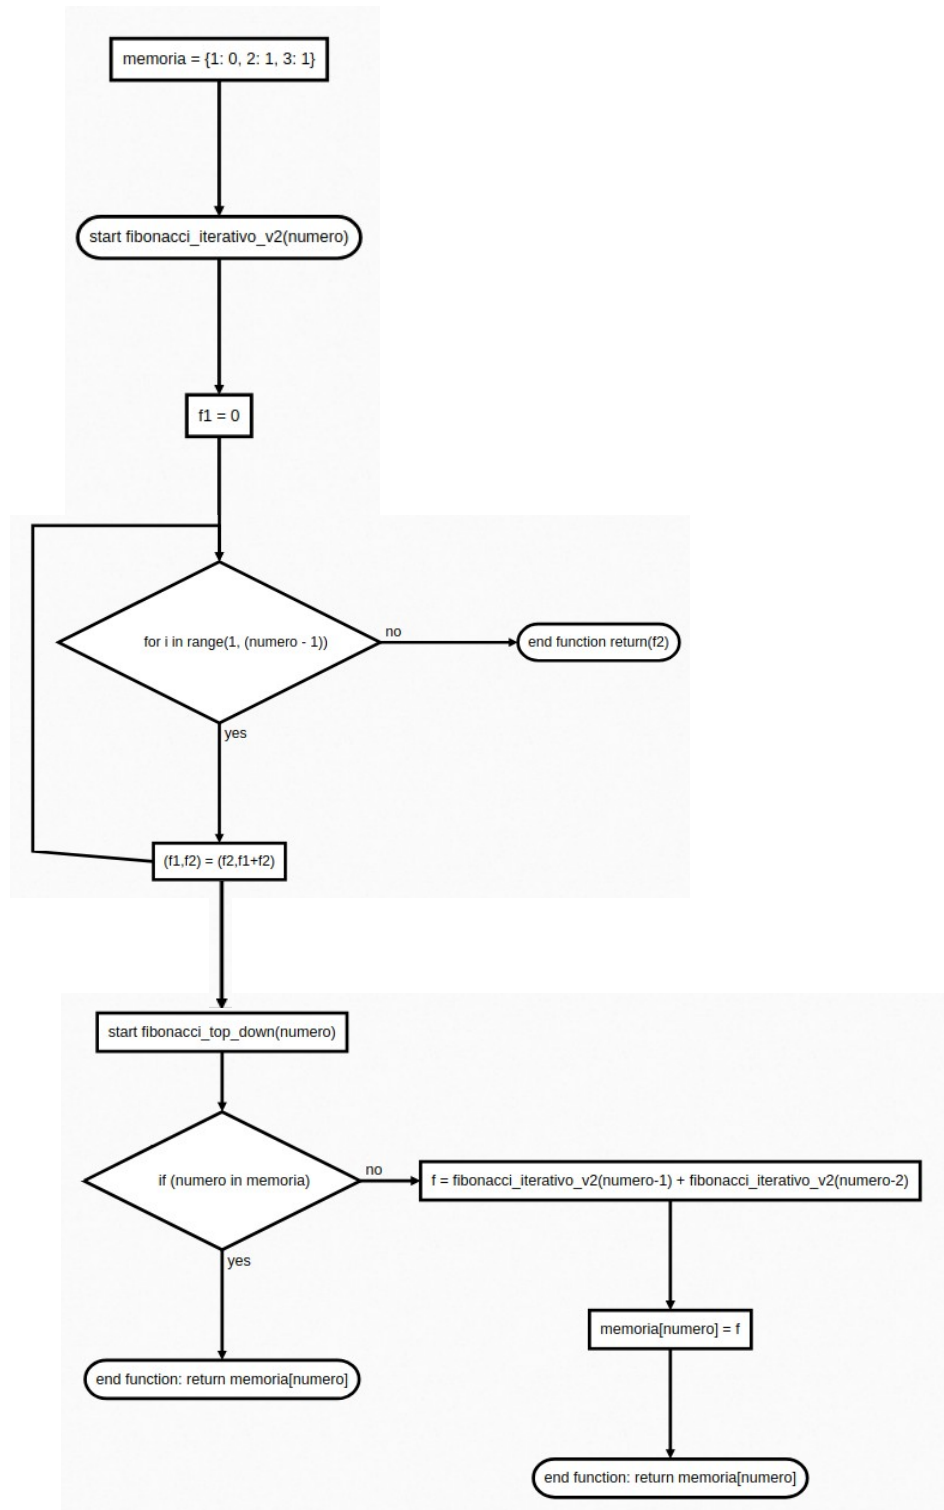 memoria = {1: 0, 2: 1, 3: 1}
start fibonacci_iterativo_v2(numero)
f1 = 0
for i in range(1, (numero - 1))
no
end function return(f2)
yes
(f1,f2) = (f2,f1+f2)
start fibonacci_top_down(numero)
if (numero in memoria)
no
f = fibonacci_iterativo_v2(numero-1) + fibonacci_iterativo_v2(numero-2)
yes
memoria[numero] = f
end function: return memoria[numero]
end function: return memoria[numero]